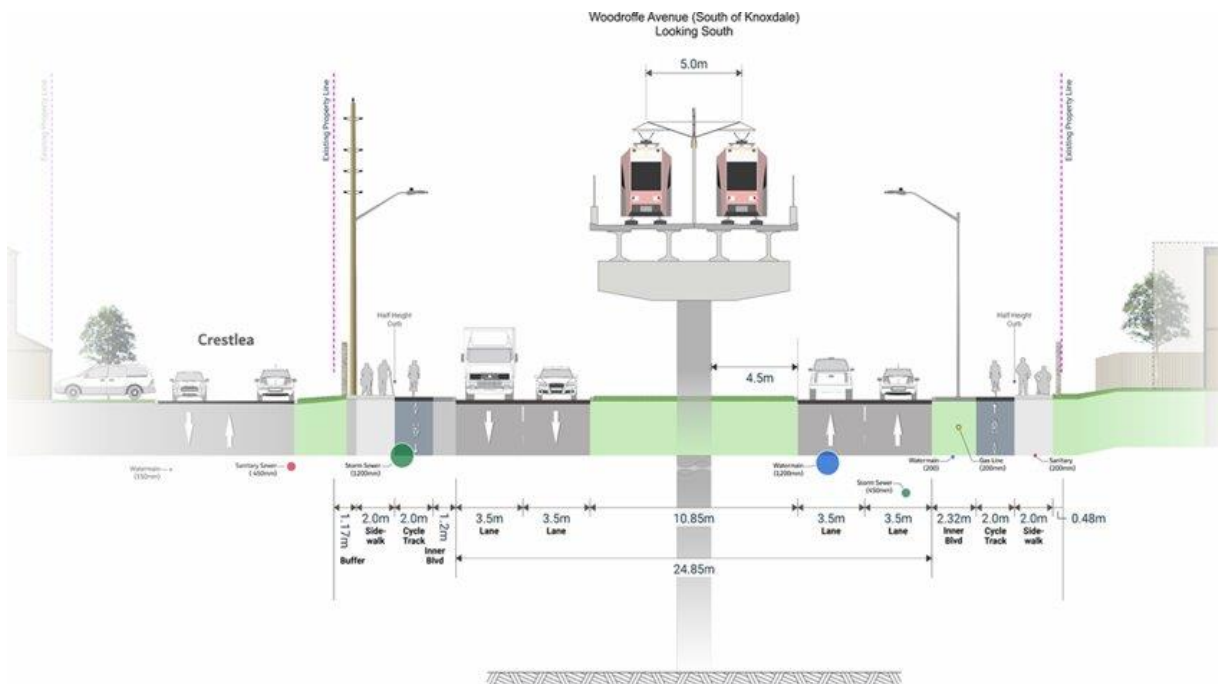 Woodroffe Avenue (South of Knoxdale)
Looking South
5.0m
Existing Property Line
Existing Property Line
Existing Property Line
Crestlea
Half Height
Curb
Half Height
Curb
4.5m
Watermain
Sanitary Sewer
(450mm)
Storm Sewer
(1200mm)
Watermain
(1200mm)
Storm Sewer
(450mm)
Watermain
(200)
Gas Line
(200mm)
Sanitary
(200mm)
1.17m
Buffer
2.0m
Side-
walk
2.0m
Cycle
Track
1.2m
Inner
Blvd
3.5m
Lane
3.5m
Lane
10.85m
3.5m
Lane
3.5m
Lane
2.32m
Inner
Blvd
2.0m
Cycle
Track
2.0m
Side-
walk
0.48m
24.85m